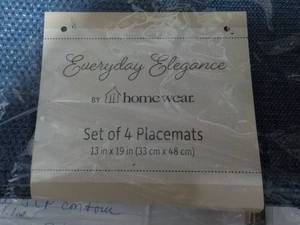 Everyday Elegance
BY homewear.
Set of 4 Placemats
13 in x 19 in (33 cm x 48 cm)